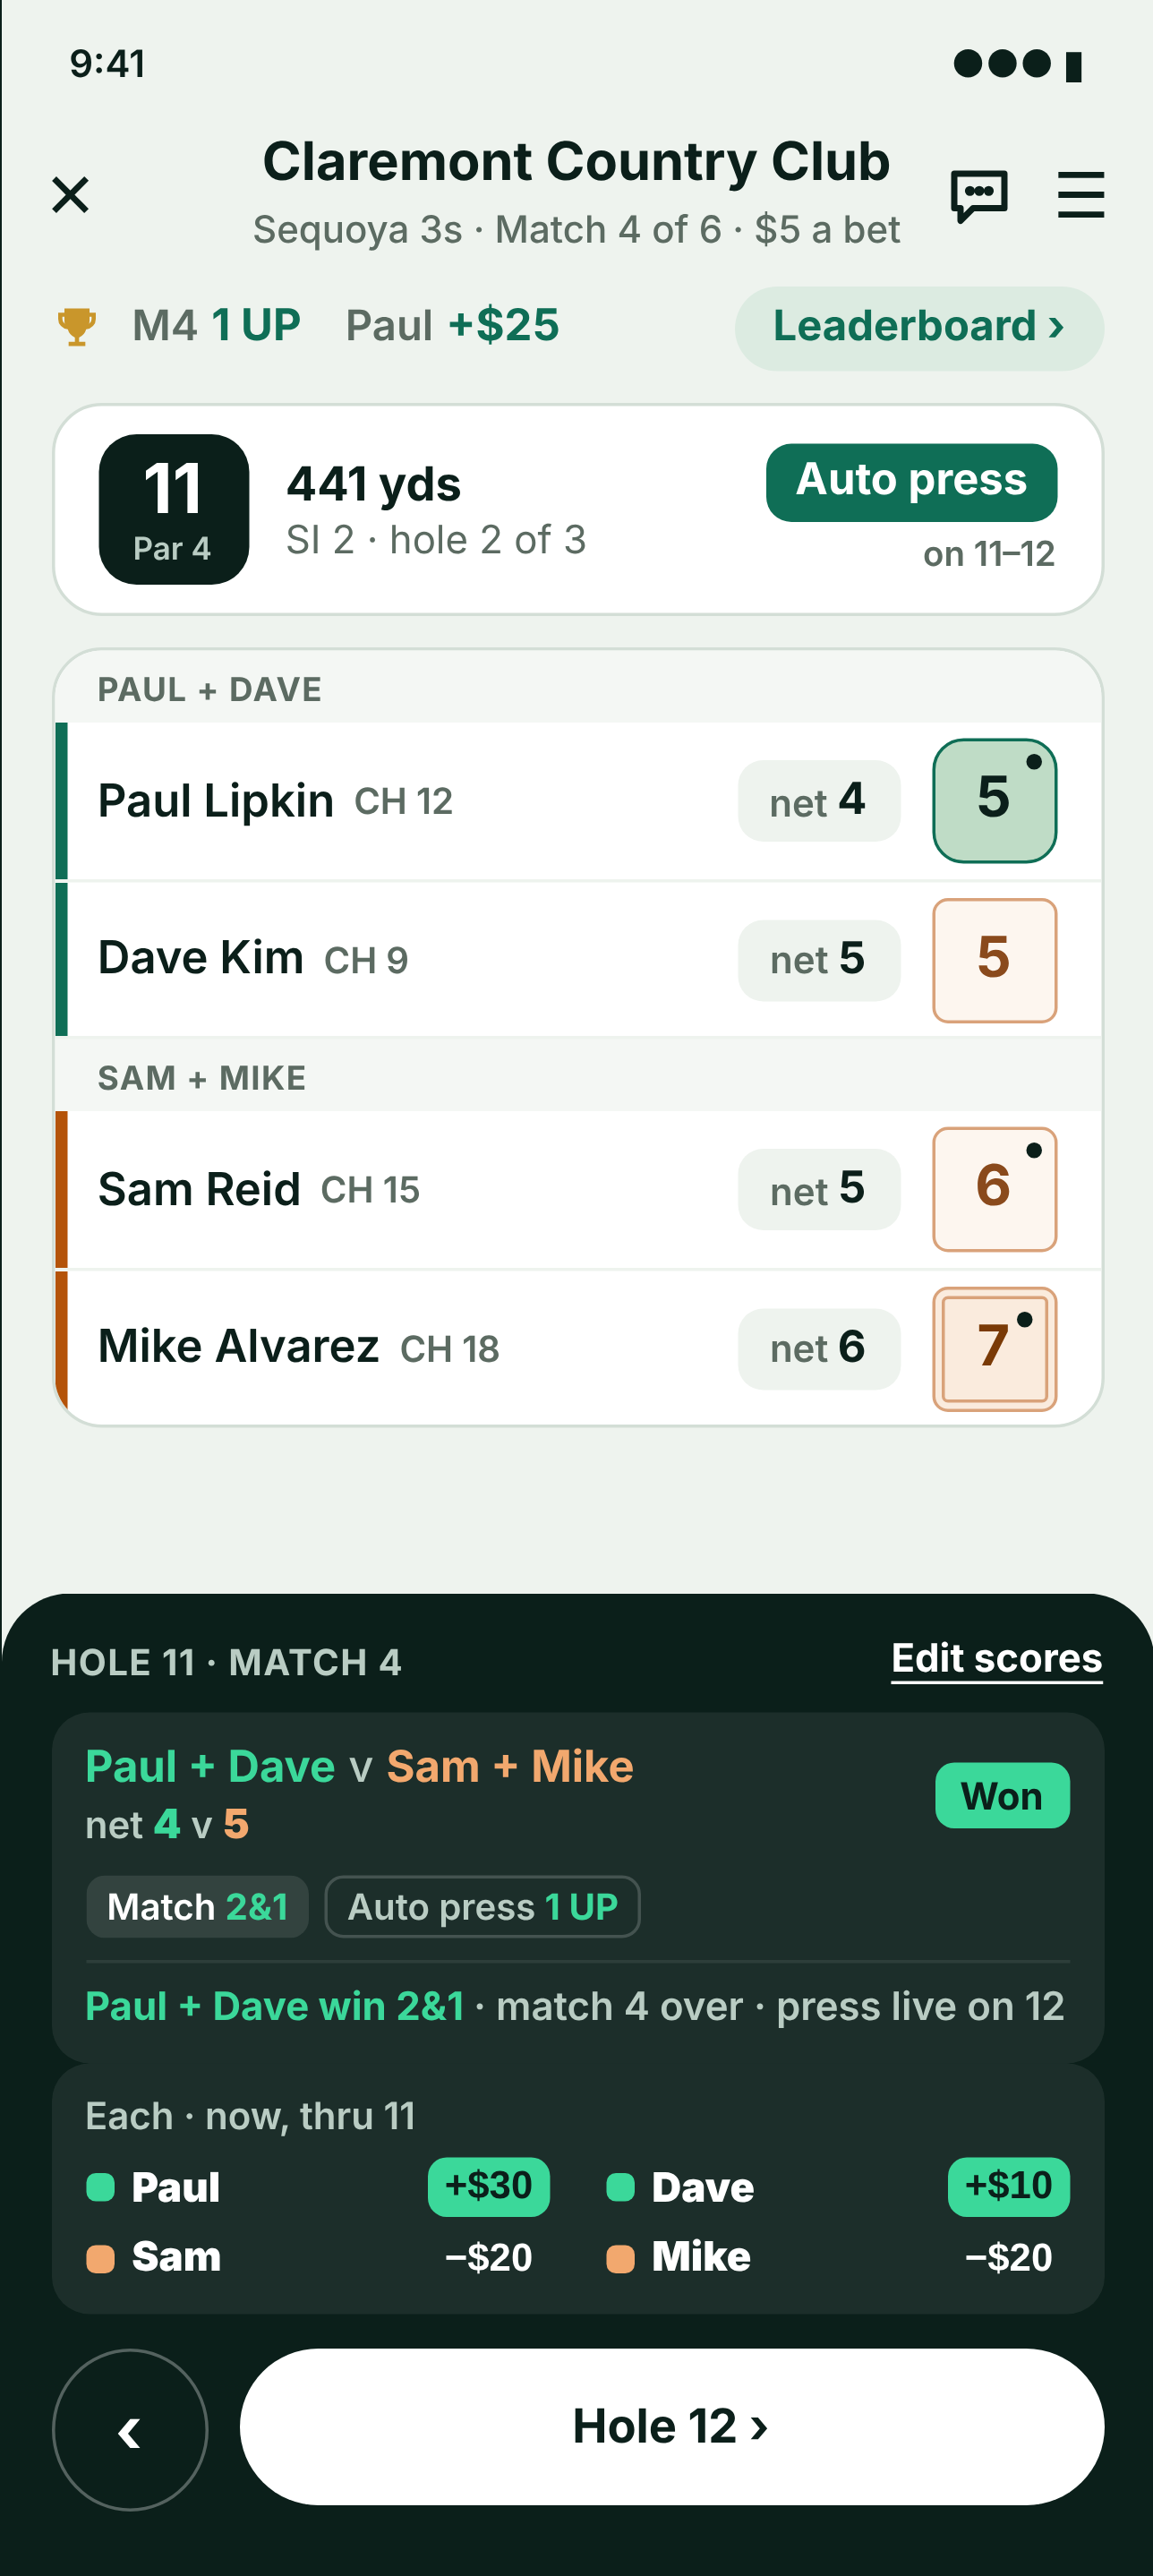 9:41
Claremont Country Club
Sequoya 3s · Match 4 of 6 · $5 a bet
M4 1 UP Paul +$25 Leaderboard ›
11
Par 4
441 yds
SI 2 · hole 2 of 3
Auto press
on 11–12
PAUL + DAVE
Paul Lipkin CH 12 net 4 5
Dave Kim CH 9 net 5 5
SAM + MIKE
Sam Reid CH 15 net 5 6
Mike Alvarez CH 18 net 6 7
HOLE 11 · MATCH 4 Edit scores
Paul + Dave v Sam + Mike
net 4 v 5
Won
Match 2&1 Auto press 1 UP
Paul + Dave win 2&1 · match 4 over · press live on 12
Each · now, thru 11
Paul +$30 Dave +$10
Sam −$20 Mike −$20
‹ Hole 12 ›